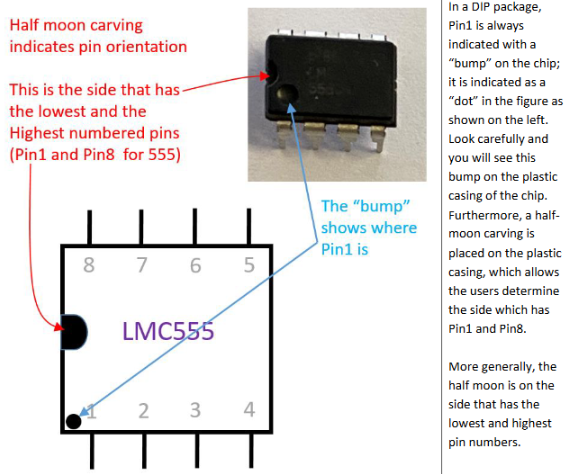 Half moon carving
indicates pin orientation
This is the side that has
the lowest and the
Highest numbered pins
(Pin1 and Pin8 for 555)
The “bump”
shows where
Pin1 is
8 7 6 5
LMC555
1 2 3 4
In a DIP package,
Pin1 is always
indicated with a
“bump” on the chip;
it is indicated as a
“dot” in the figure as
shown on the left.
Look carefully and
you will see this
bump on the plastic
casing of the chip.
Furthermore, a half-
moon carving is
placed on the plastic
casing, which allows
the users determine
the side which has
Pin1 and Pin8.
More generally, the
half moon is on the
side that has the
lowest and highest
pin numbers.